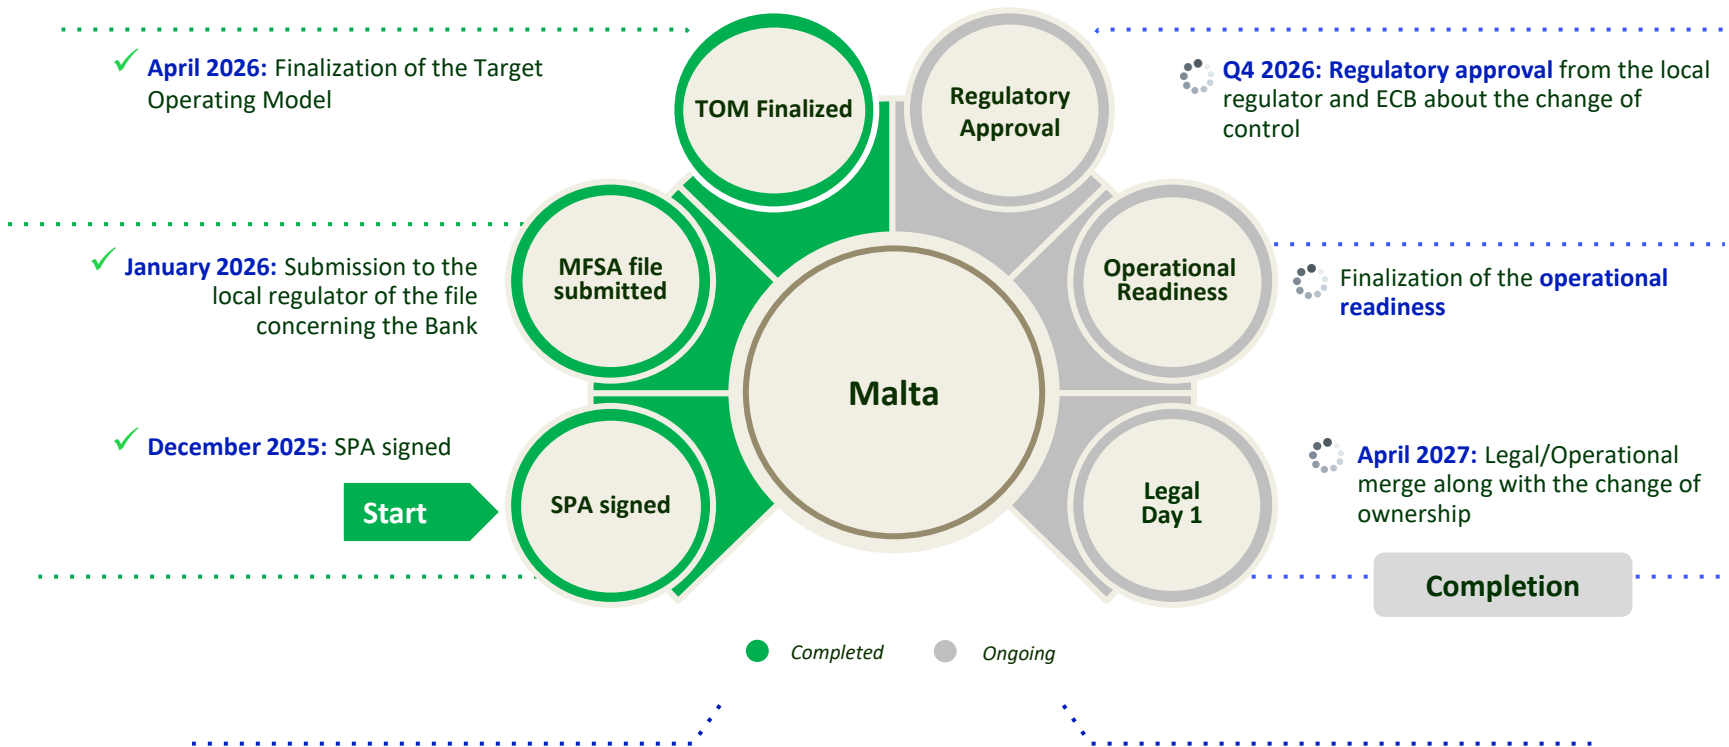 April 2026: Finalization of the Target
Operating Model
TOM Finalized
Regulatory
Approval
Q4 2026: Regulatory approval from the local
regulator and ECB about the change of
control
January 2026: Submission to the
local regulator of the file
concerning the Bank
MFSA file
submitted
Operational
Readiness
Finalization of the operational
readiness
Malta
December 2025: SPA signed
Start
SPA signed
Legal
Day 1
April 2027: Legal/Operational
merge along with the change of
ownership
Completion
Completed
Ongoing